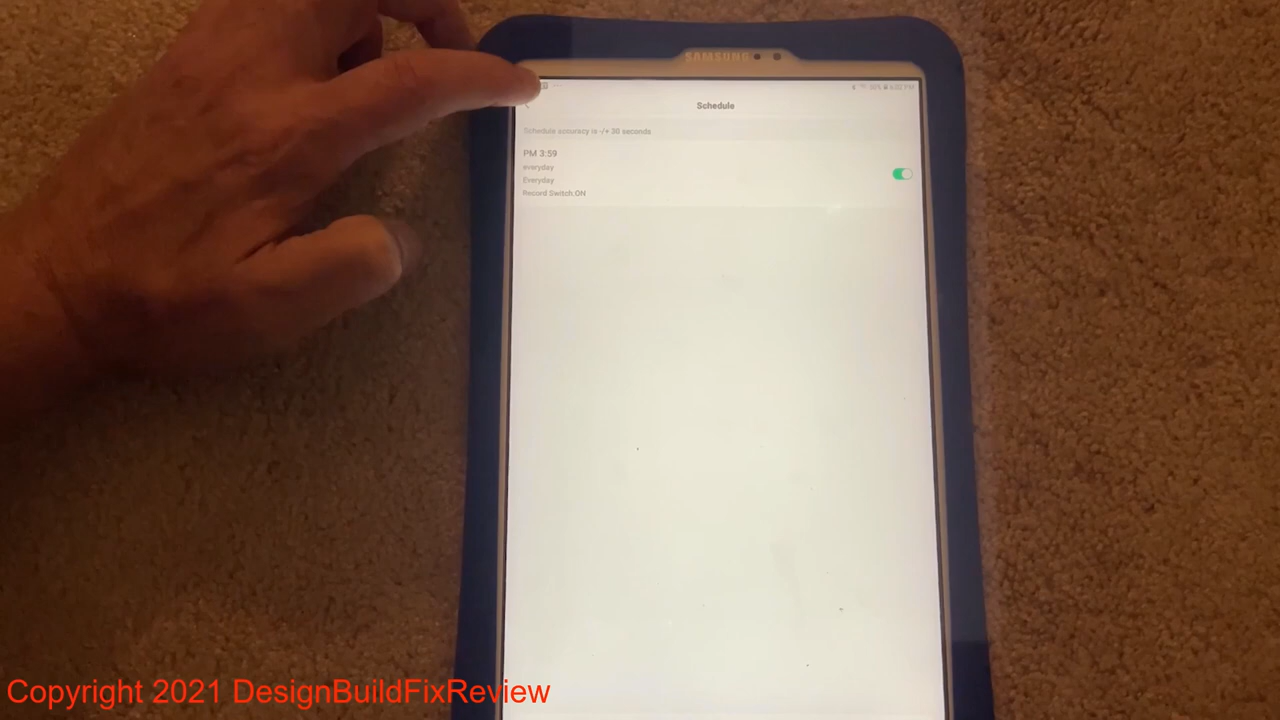 SAMSUNG
Schedule
Schedule accuracy is -/+ 30 seconds
PM 3:59
everyday
Everyday
Record Switch:ON
Copyright 2021 DesignBuildFixReview